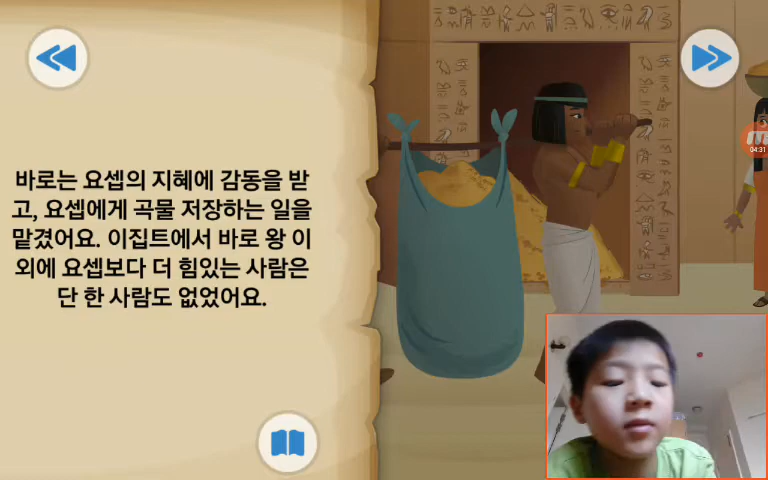 바로는 요셉의 지혜에 감동을 받
고, 요셉에게 곡물 저장하는 일을
맡겼어요. 이집트에서 바로 왕 이
외에 요셉보다 더 힘있는 사람은
단 한 사람도 없었어요.
04:31